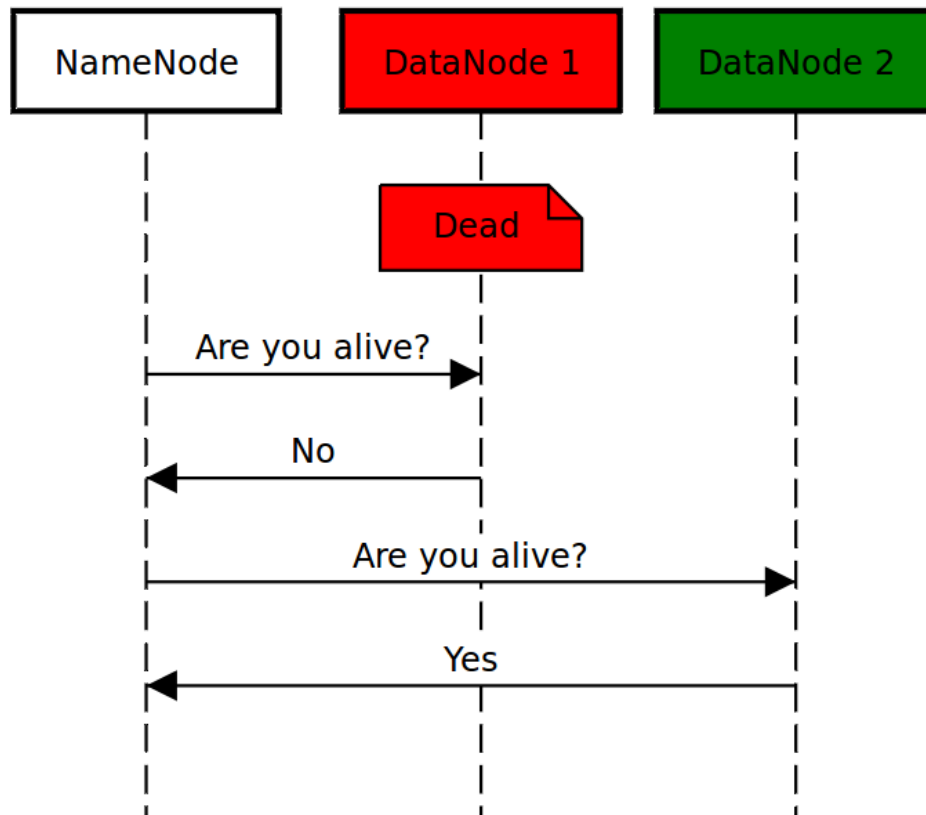 NameNode
DataNode 1
DataNode 2
Dead
Are you alive?
No
Are you alive?
Yes